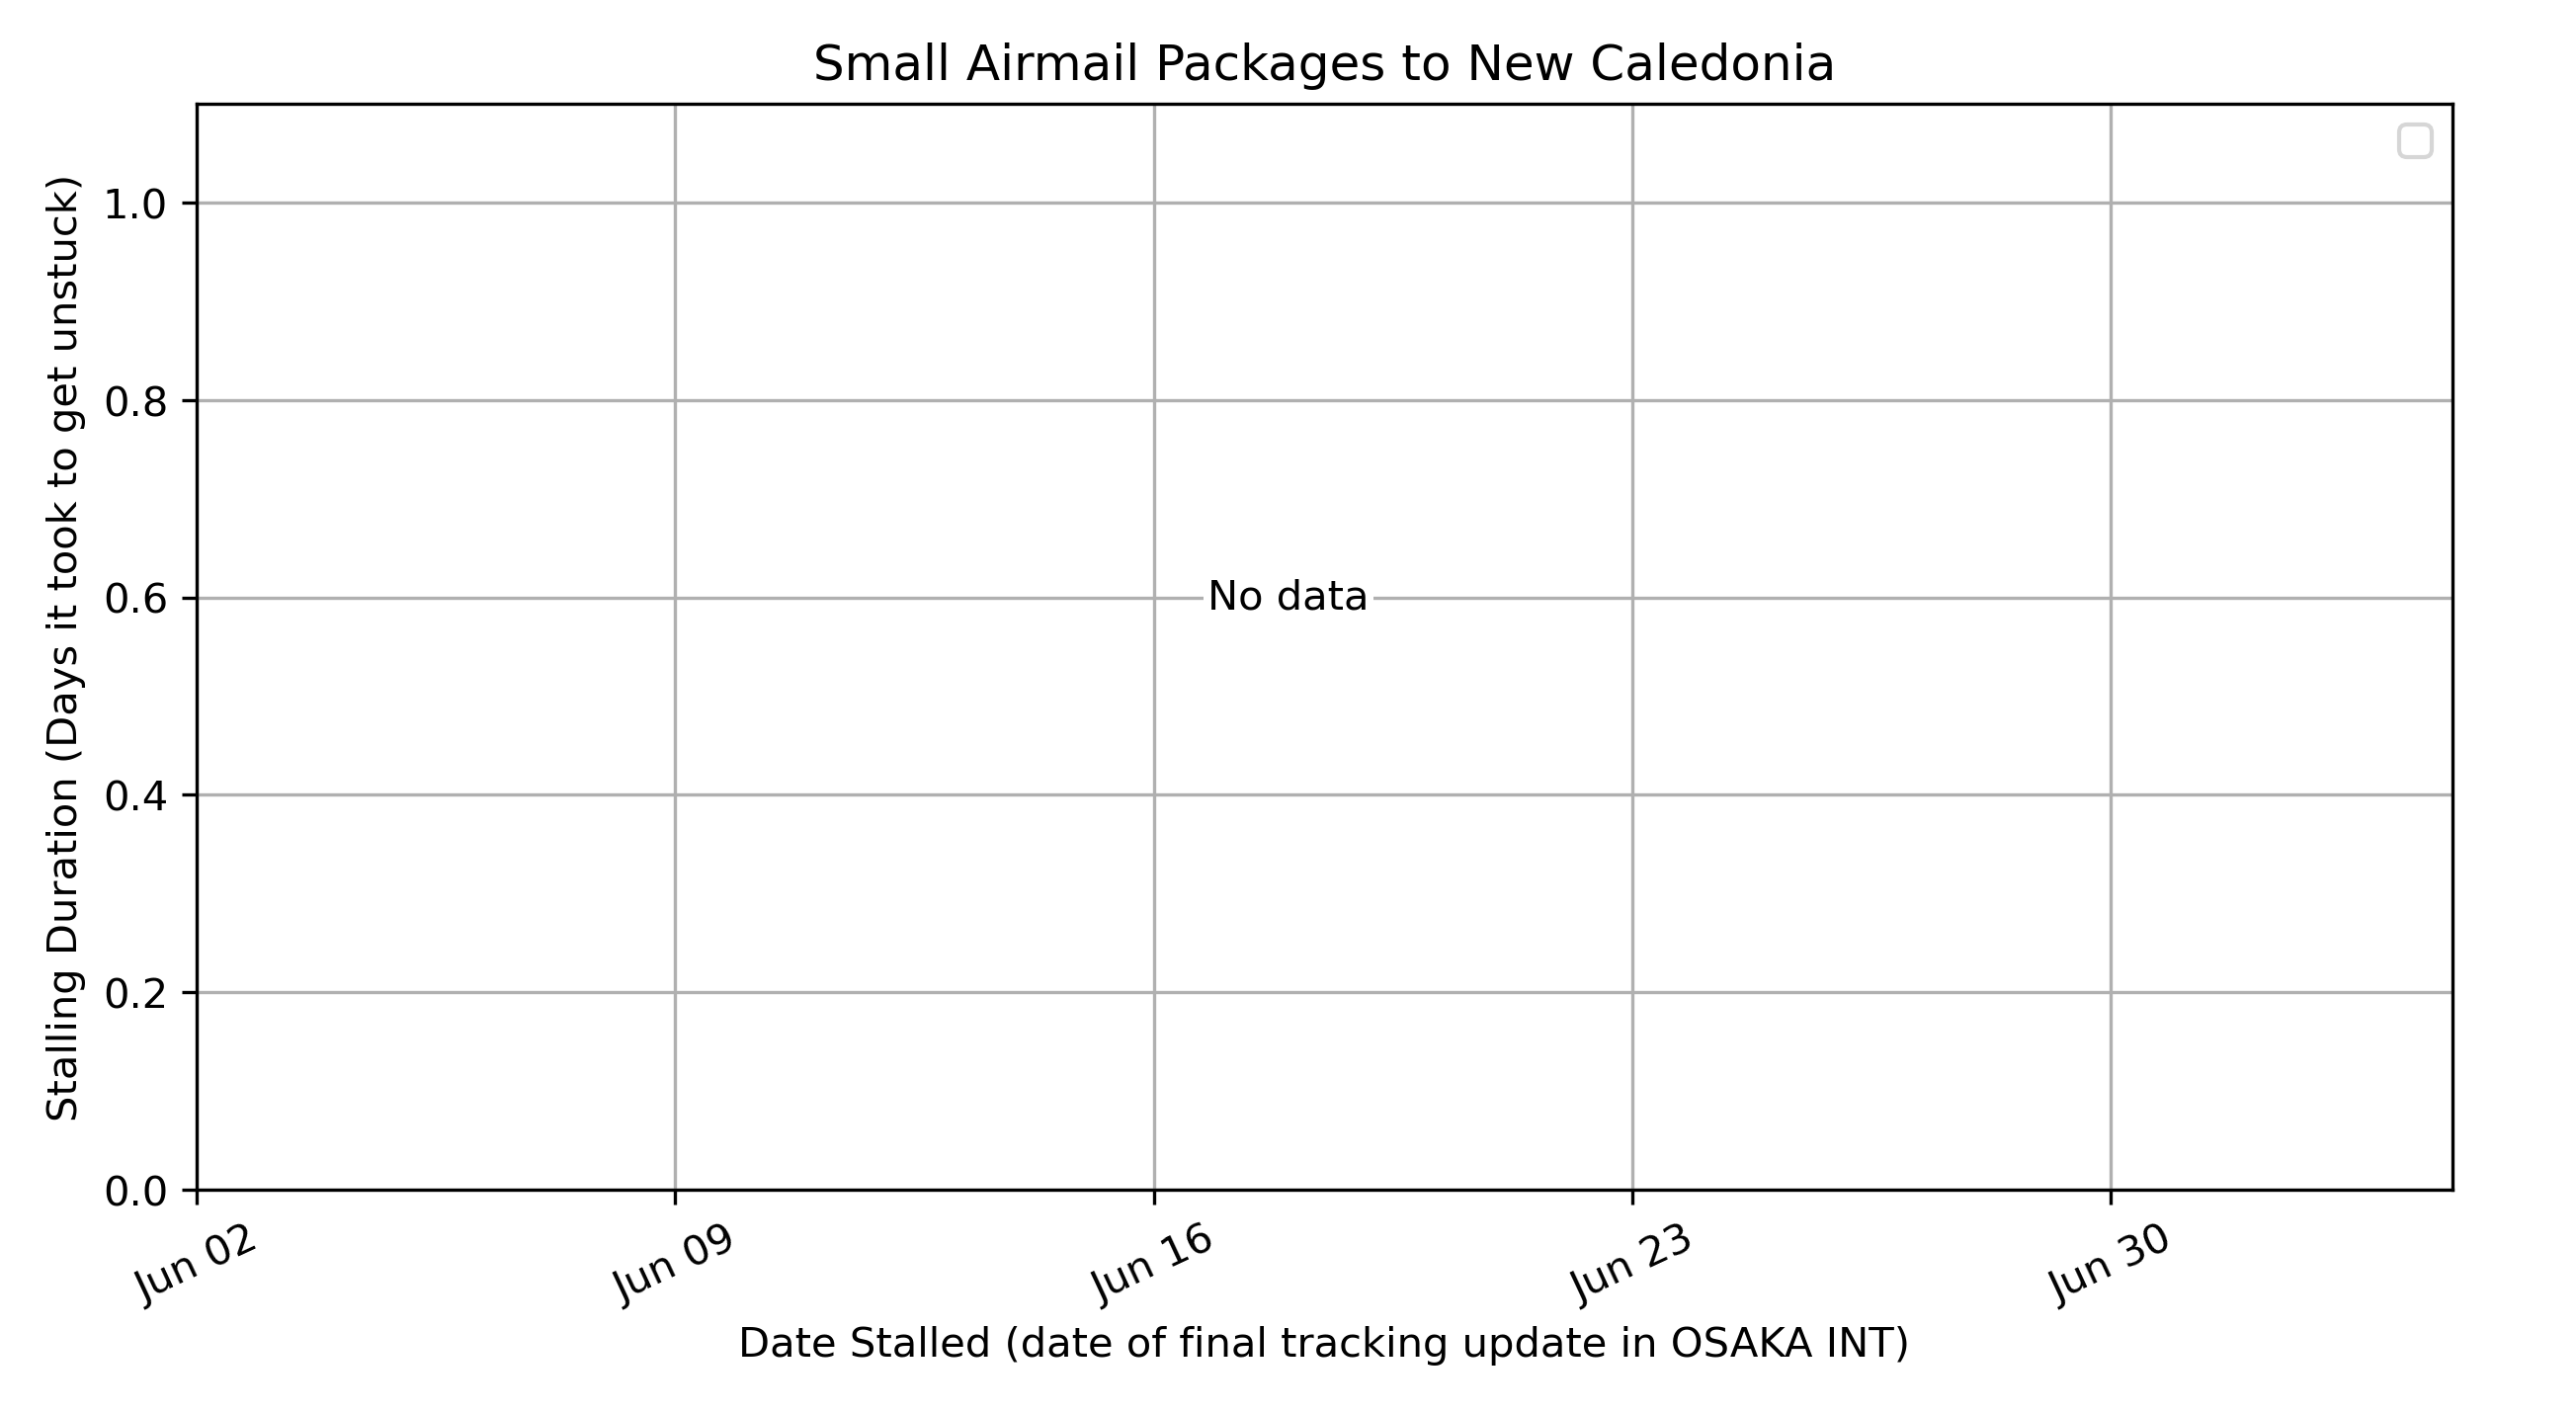 Small Airmail Packages to New Caledonia
Stalling Duration (Days it took to get unstuck)
1.0
0.8
0.6
0.4
0.2
0.0
No data
Jun 02
Jun 09
Jun 16
Jun 23
Jun 30
Date Stalled (date of final tracking update in OSAKA INT)